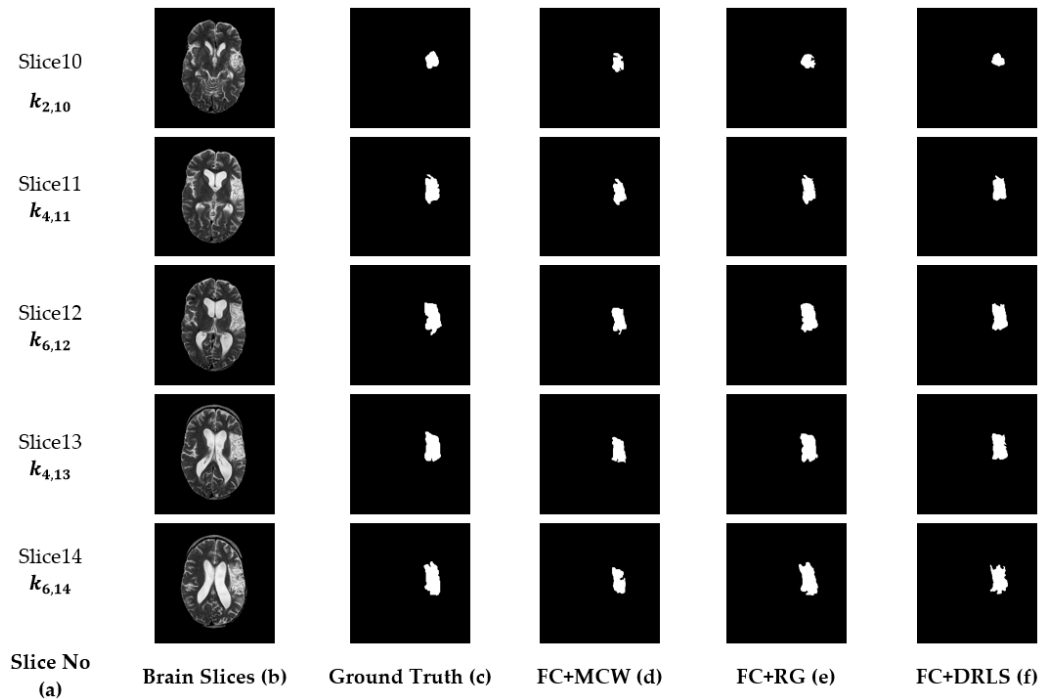 Slice10
k2,10
Slice11
k4,11
Slice12
k6,12
Slice13
k4,13
Slice14
k6,14
Slice No
(a)
Brain Slices (b)
Ground Truth (c)
FC+MCW (d)
FC+RG (e)
FC+DRLS (f)